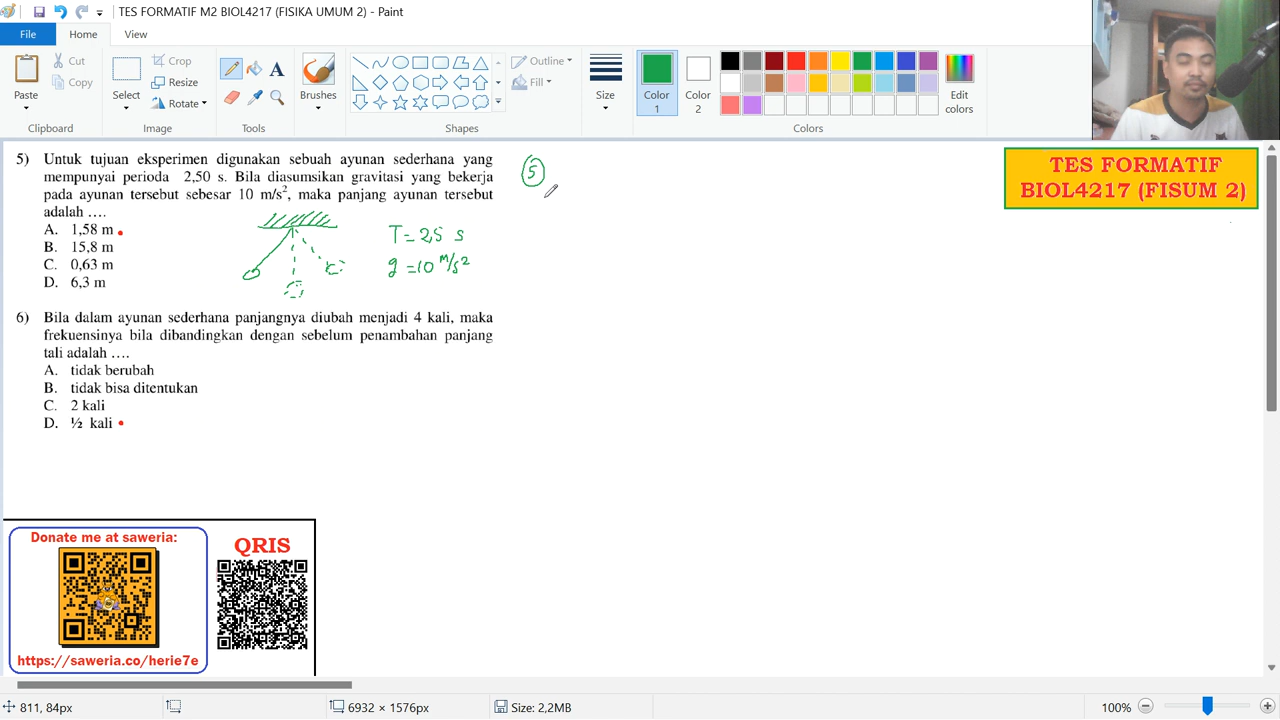 TES FORMATIF M2 BIOL4217 (FISIKA UMUM 2) - Paint
File
Home
View
Paste
Cut
Copy
Clipboard
Select
Crop
Resize
Rotate
Image
A
Tools
Brushes
Shapes
Outline
Fill
Size
Color
1
Color
2
Edit
colors
Colors
5) Untuk tujuan eksperimen digunakan sebuah ayunan sederhana yang
mempunyai perioda 2,50 s. Bila diasumsikan gravitasi yang bekerja
pada ayunan tersebut sebesar 10 m/s², maka panjang ayunan tersebut
adalah ….
A. 1,58 m
B. 15,8 m
C. 0,63 m
D. 6,3 m
T = 2,5 s
g = 10 m/s²
6) Bila dalam ayunan sederhana panjangnya diubah menjadi 4 kali, maka
frekuensinya bila dibandingkan dengan sebelum penambahan panjang
tali adalah ….
A. tidak berubah
B. tidak bisa ditentukan
C. 2 kali
D. ½ kali
5
TES FORMATIF
BIOL4217 (FISUM 2)
Donate me at saweria:
https://saweria.co/herie7e
QRIS
811, 84px
6932 × 1576px
Size: 2,2MB
100%